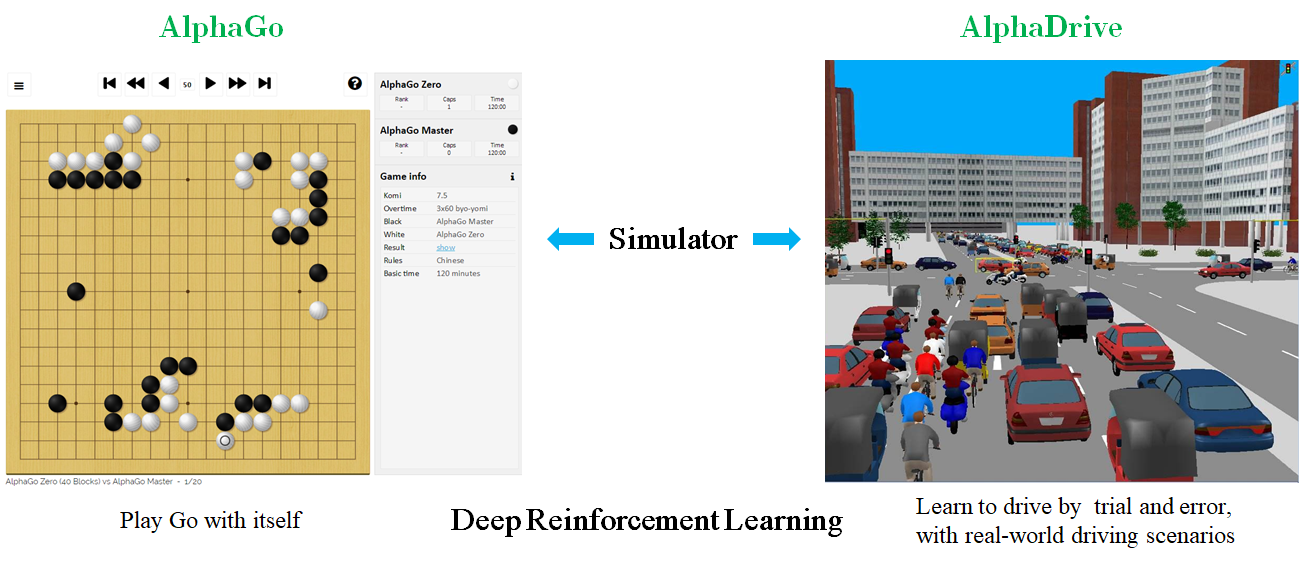 AlphaGo
AlphaDrive
50
AlphaGo Zero
Rank
Caps
Time
-
1
120:00
AlphaGo Master
Rank
Caps
Time
-
0
120:00
Game info
Komi 7.5
Overtime 3x60 byo-yomi
Black AlphaGo Master
White AlphaGo Zero
Result show
Rules Chinese
Basic time 120 minutes
Simulator
AlphaGo Zero (40 Blocks) vs AlphaGo Master - 1/20
Play Go with itself
Deep Reinforcement Learning
Learn to drive by trial and error,
with real-world driving scenarios